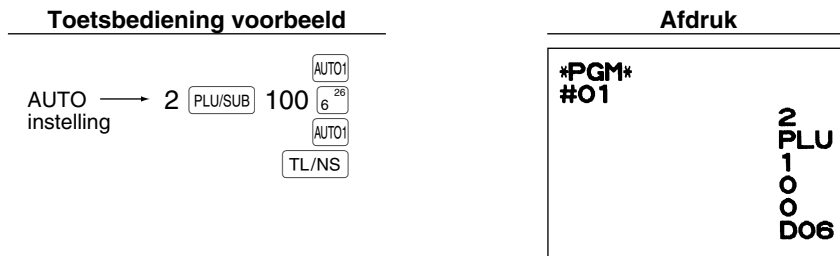 Toetsbediening voorbeeld
AUTO1
AUTO → 2 PLU/SUB 100 6 26
instelling
AUTO1
TL/NS
Afdruk
*PGM*
#01
2
PLU
1
0
0
D06